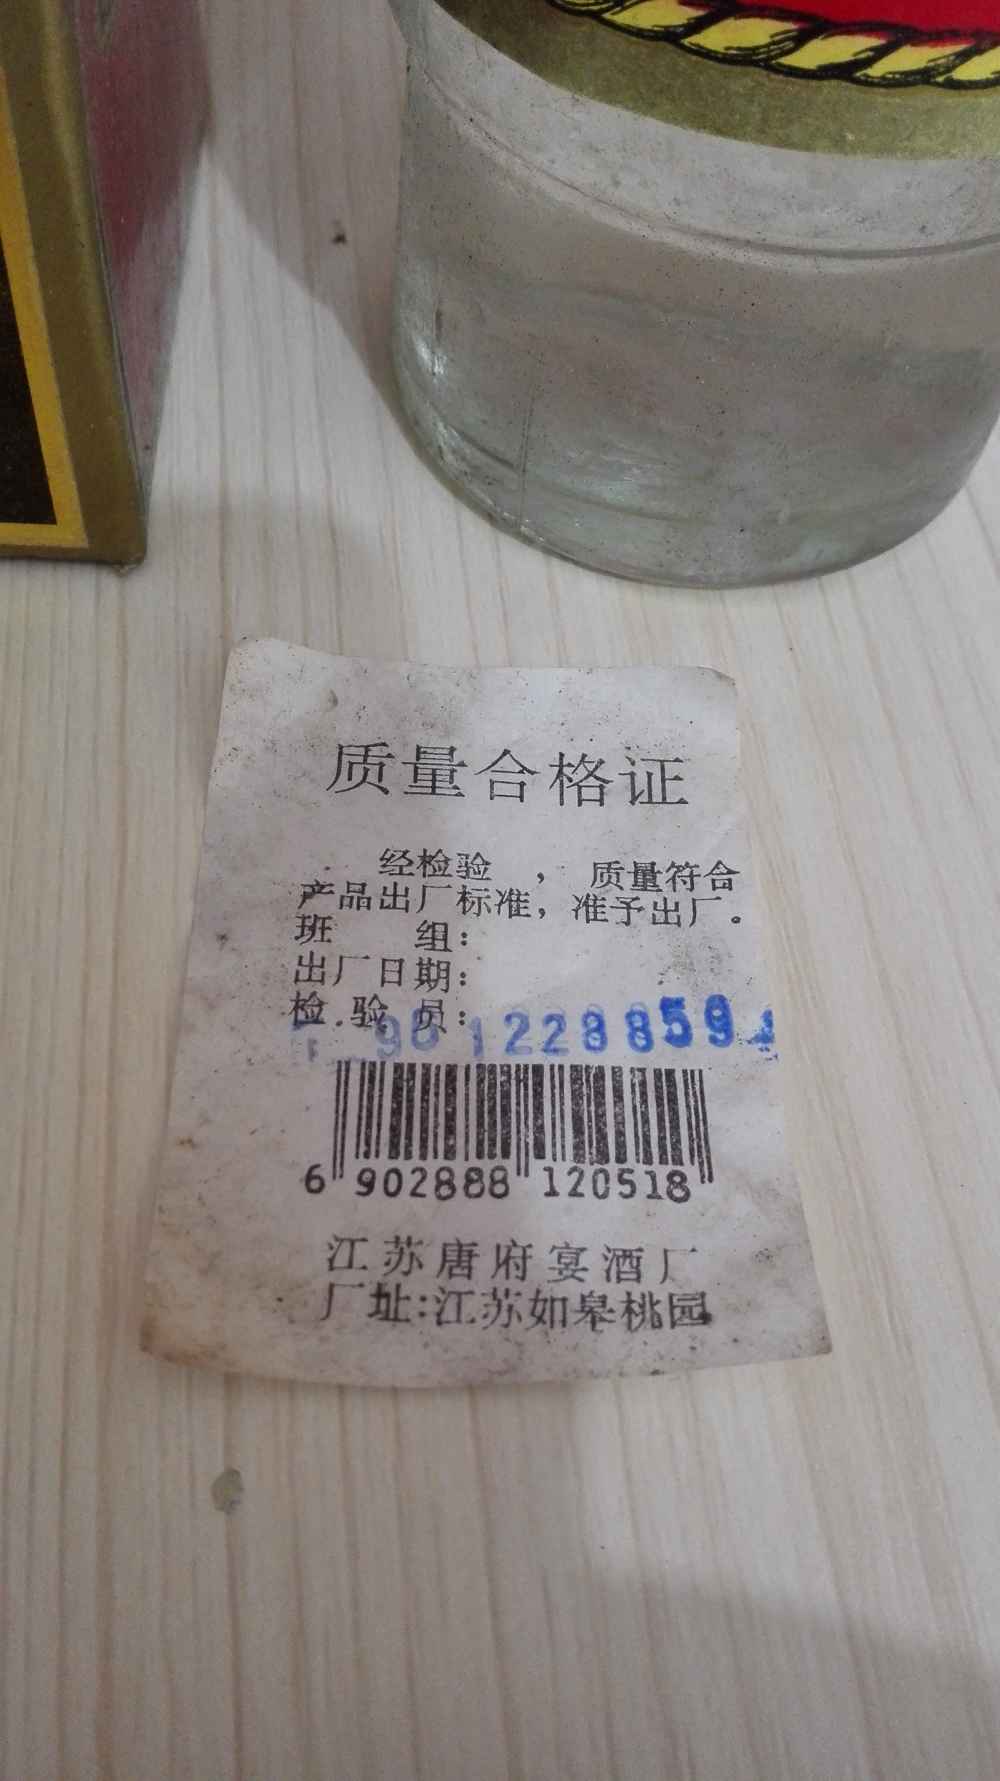 质量合格证
经检验 ， 质量符合
产品出厂标准，准予出厂。
班 组：
出厂日期：
检验员：
981228859
6 902888 120518
江苏唐府宴酒厂
厂址：江苏如皋桃园